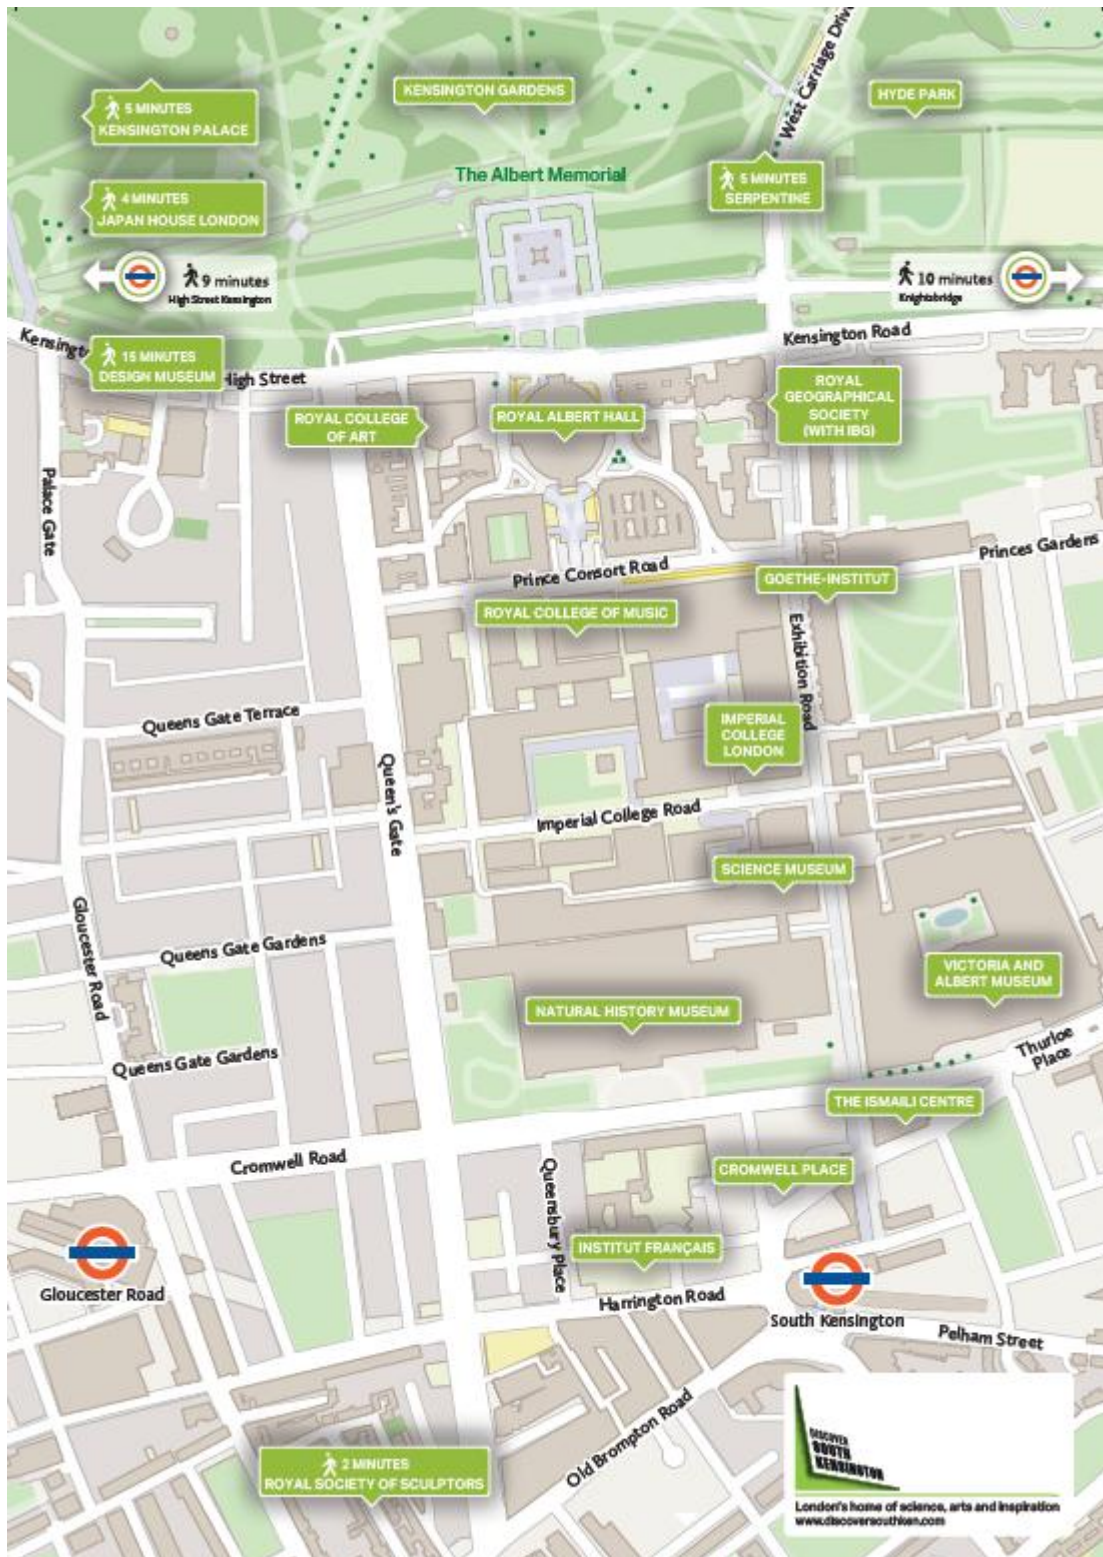 West Carriage Drive
KENSINGTON GARDENS
HYDE PARK
5 MINUTES
KENSINGTON PALACE
The Albert Memorial
5 MINUTES
SERPENTINE
4 MINUTES
JAPAN HOUSE LONDON
9 minutes
High Street Kensington
10 minutes
Knightsbridge
Kensington Road
Kensingt
15 MINUTES
DESIGN MUSEUM
High Street
ROYAL COLLEGE
OF ART
ROYAL ALBERT HALL
ROYAL
GEOGRAPHICAL
SOCIETY
(WITH IBG)
Palace Gate
Princes Gardens
Prince Consort Road
GOETHE-INSTITUT
ROYAL COLLEGE OF MUSIC
Exhibition Road
Queens Gate Terrace
IMPERIAL
COLLEGE
LONDON
Queen's Gate
Imperial College Road
SCIENCE MUSEUM
Gloucester Road
Queens Gate Gardens
VICTORIA AND
ALBERT MUSEUM
NATURAL HISTORY MUSEUM
Thurloe
Place
Queens Gate Gardens
THE ISMAILI CENTRE
Cromwell Road
CROMWELL PLACE
Queensbury Place
INSTITUT FRANÇAIS
Gloucester Road
Harrington Road
South Kensington
Pelham Street
Old Brompton Road
2 MINUTES
ROYAL SOCIETY OF SCULPTORS
DISCOVER
SOUTH
KENSINGTON
London's home of science, arts and inspiration
www.discoversouthken.com